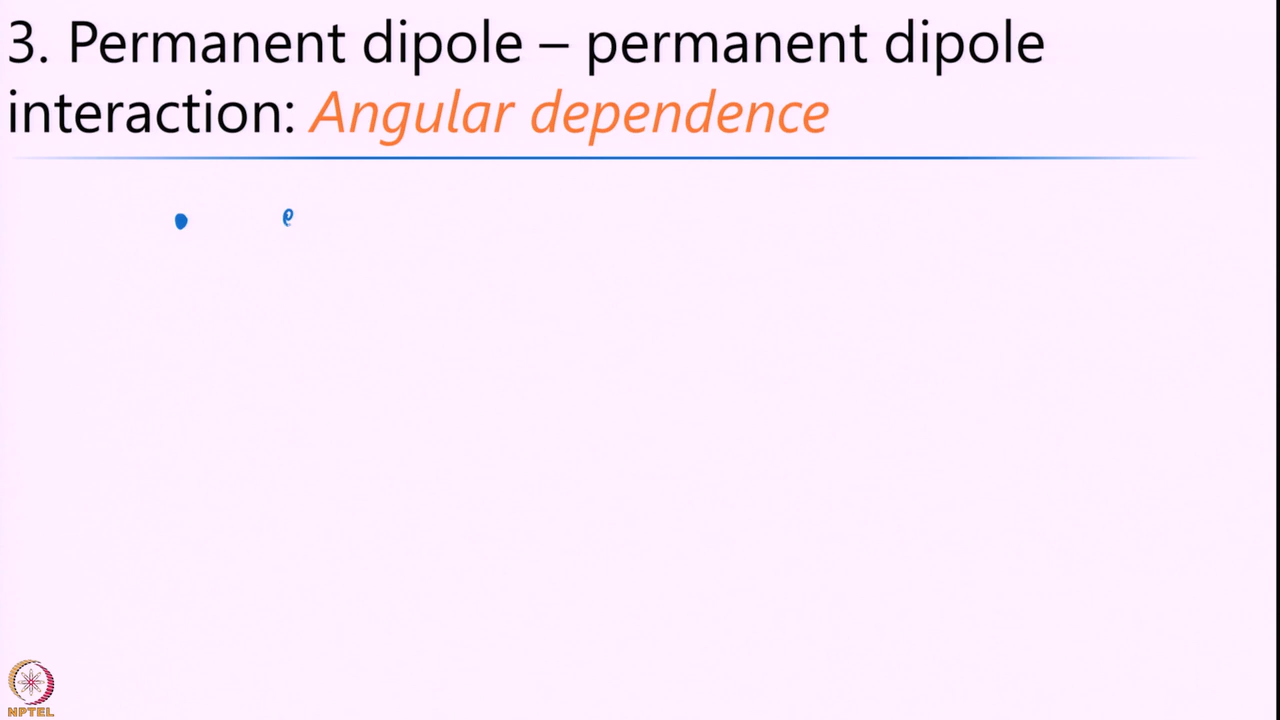 3. Permanent dipole – permanent dipole
interaction: Angular dependence
NPTEL